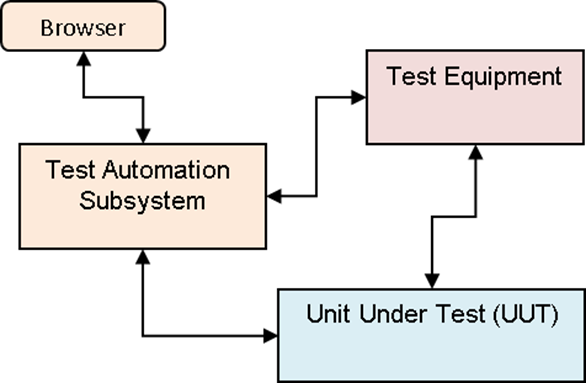 Browser
Test Equipment
Test Automation
Subsystem
Unit Under Test (UUT)